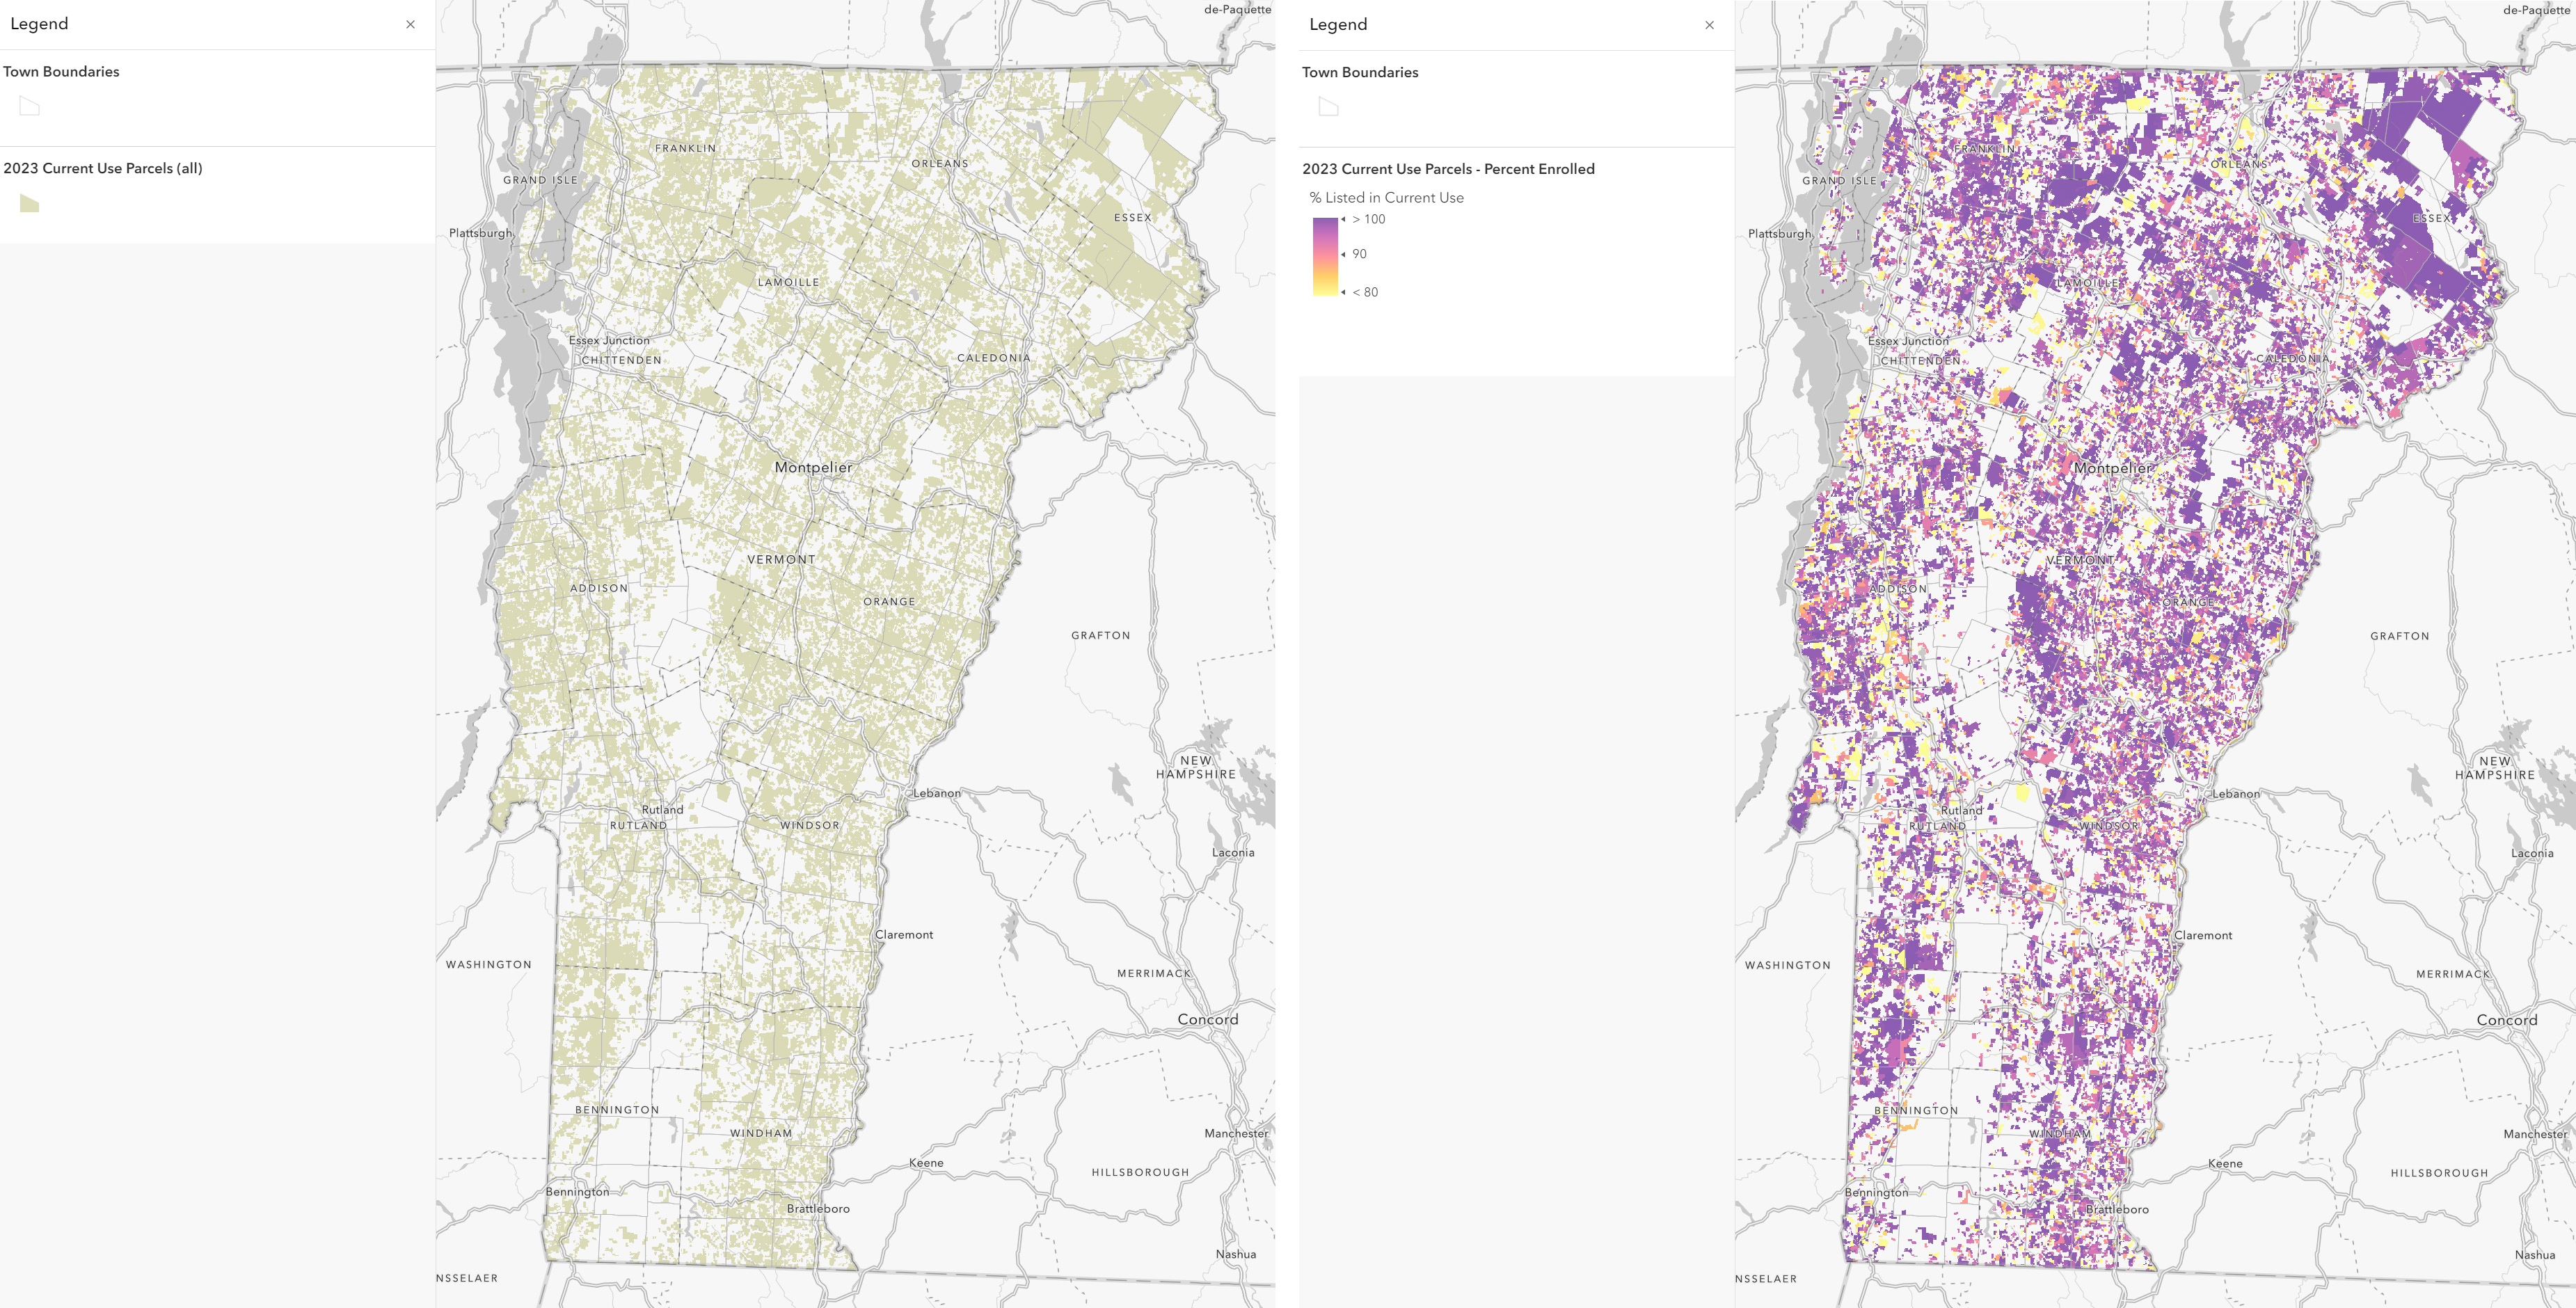 Legend
Town Boundaries
2023 Current Use Parcels (all)
de-Paquette
FRANKLIN
ORLEANS
GRAND ISLE
ESSEX
Plattsburgh
LAMOILLE
Essex Junction
CHITTENDEN
CALEDONIA
Montpelier
VERMONT
ADDISON
ORANGE
GRAFTON
NEW
HAMPSHIRE
Lebanon
Rutland
RUTLAND
WINDSOR
Laconia
Claremont
WASHINGTON
MERRIMACK
Concord
BENNINGTON
WINDHAM
Manchester
Keene
HILLSBOROUGH
Bennington
Brattleboro
Nashua
NSSELAER
Legend
Town Boundaries
2023 Current Use Parcels - Percent Enrolled
% Listed in Current Use
> 100
90
< 80
de-Paquette
FRANKLIN
ORLEANS
GRAND ISLE
ESSEX
Plattsburgh
LAMOILLE
Essex Junction
CHITTENDEN
CALEDONIA
Montpelier
VERMONT
ADDISON
ORANGE
GRAFTON
NEW
HAMPSHIRE
Lebanon
Rutland
RUTLAND
WINDSOR
Laconia
Claremont
WASHINGTON
MERRIMACK
Concord
BENNINGTON
WINDHAM
Manchester
Keene
HILLSBOROUGH
Bennington
Brattleboro
Nashua
NSSELAER